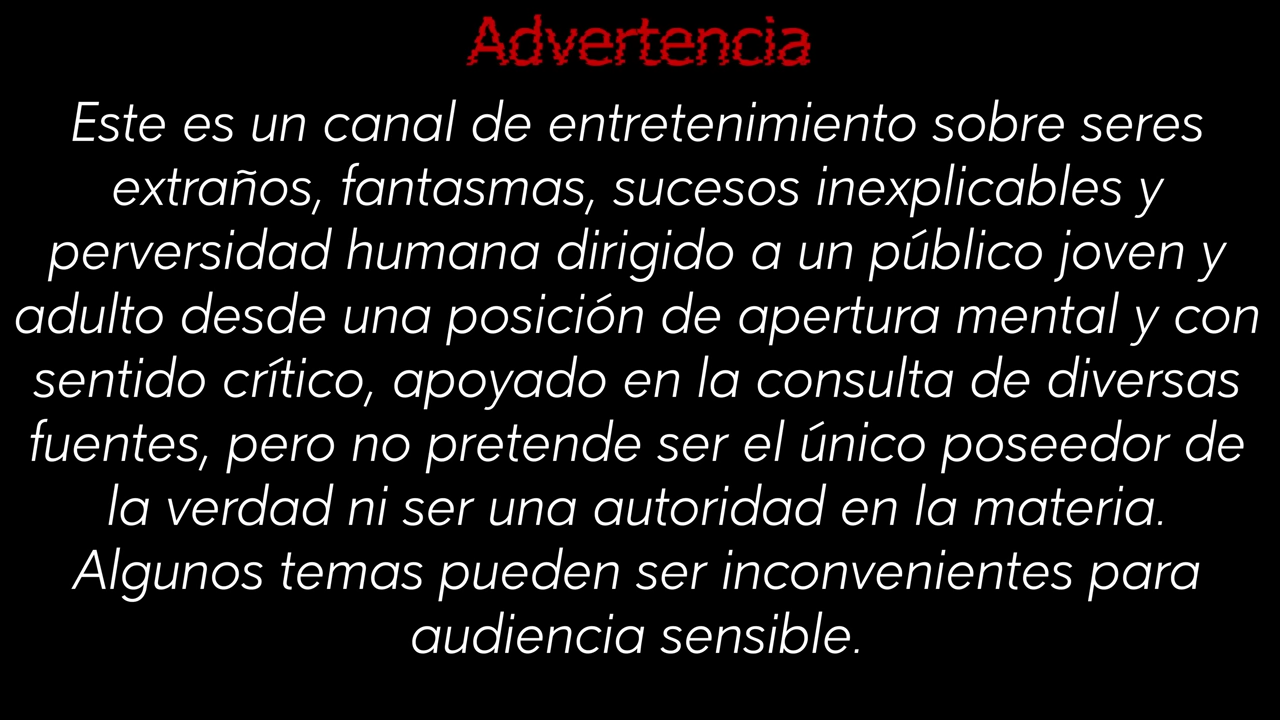 Advertencia
Este es un canal de entretenimiento sobre seres
extraños, fantasmas, sucesos inexplicables y
perversidad humana dirigido a un público joven y
adulto desde una posición de apertura mental y con
sentido crítico, apoyado en la consulta de diversas
fuentes, pero no pretende ser el único poseedor de
la verdad ni ser una autoridad en la materia.
Algunos temas pueden ser inconvenientes para
audiencia sensible.